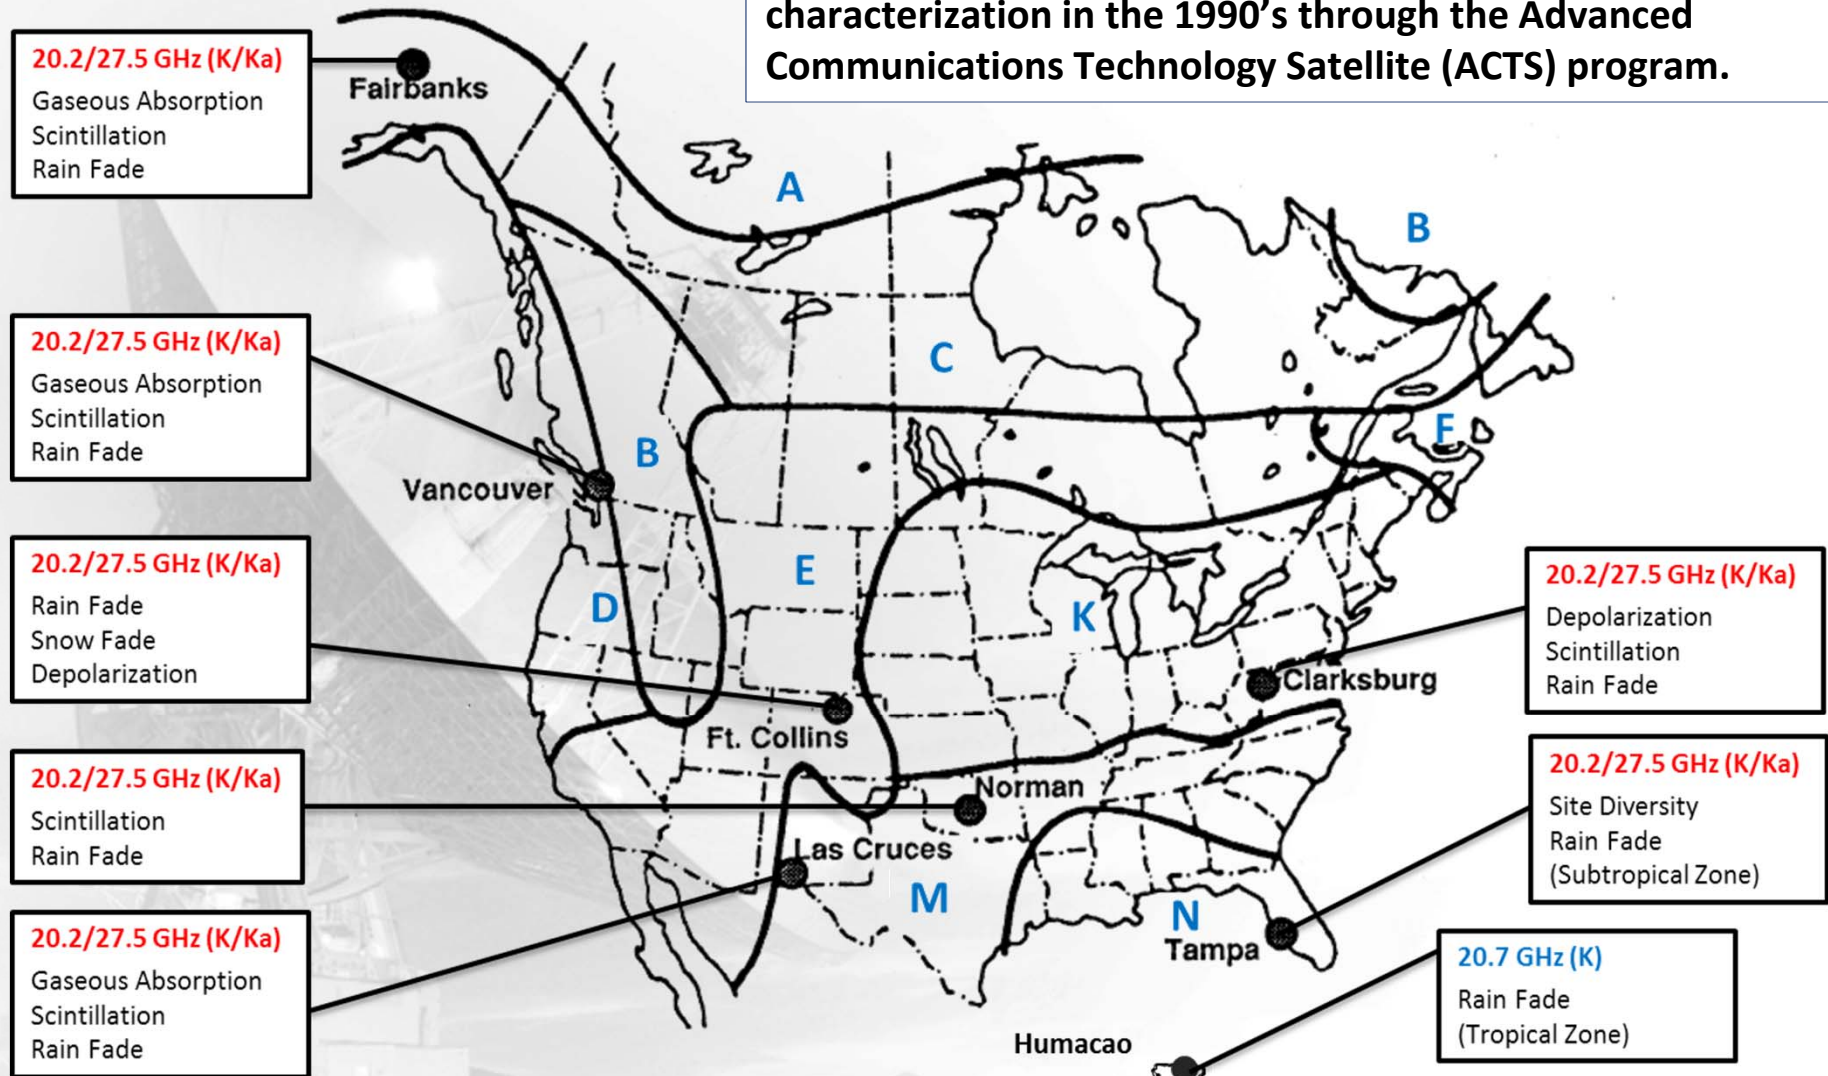 characterization in the 1990’s through the Advanced
Communications Technology Satellite (ACTS) program.
20.2/27.5 GHz (K/Ka)
Gaseous Absorption
Scintillation
Rain Fade
Fairbanks
A
B
20.2/27.5 GHz (K/Ka)
Gaseous Absorption
Scintillation
Rain Fade
C
B
F
Vancouver
20.2/27.5 GHz (K/Ka)
Rain Fade
Snow Fade
Depolarization
D
E
K
20.2/27.5 GHz (K/Ka)
Depolarization
Scintillation
Rain Fade
Clarksburg
Ft. Collins
20.2/27.5 GHz (K/Ka)
Scintillation
Rain Fade
Norman
20.2/27.5 GHz (K/Ka)
Site Diversity
Rain Fade
(Subtropical Zone)
Las Cruces
M
N
Tampa
20.2/27.5 GHz (K/Ka)
Gaseous Absorption
Scintillation
Rain Fade
20.7 GHz (K)
Rain Fade
(Tropical Zone)
Humacao